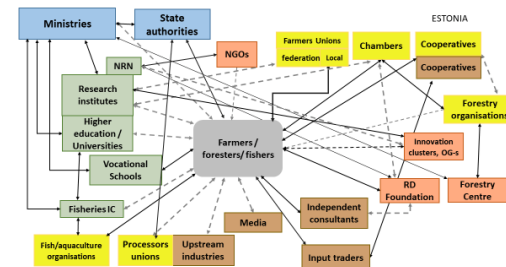 ESTONIA
Ministries
State
authorities
NGOs
Farmers Unions
federation Local
Chambers
Cooperatives
Cooperatives
NRN
Research
institutes
Higher
education /
Universities
Vocational
Schools
Fisheries IC
Farmers /
foresters/ fishers
Forestry
organisations
Innovation
clusters, OG-s
RD
Foundation
Forestry
Centre
Independent
consultants
Media
Input traders
Fish/aquaculture
organisations
Processors
unions
Upstream
industries